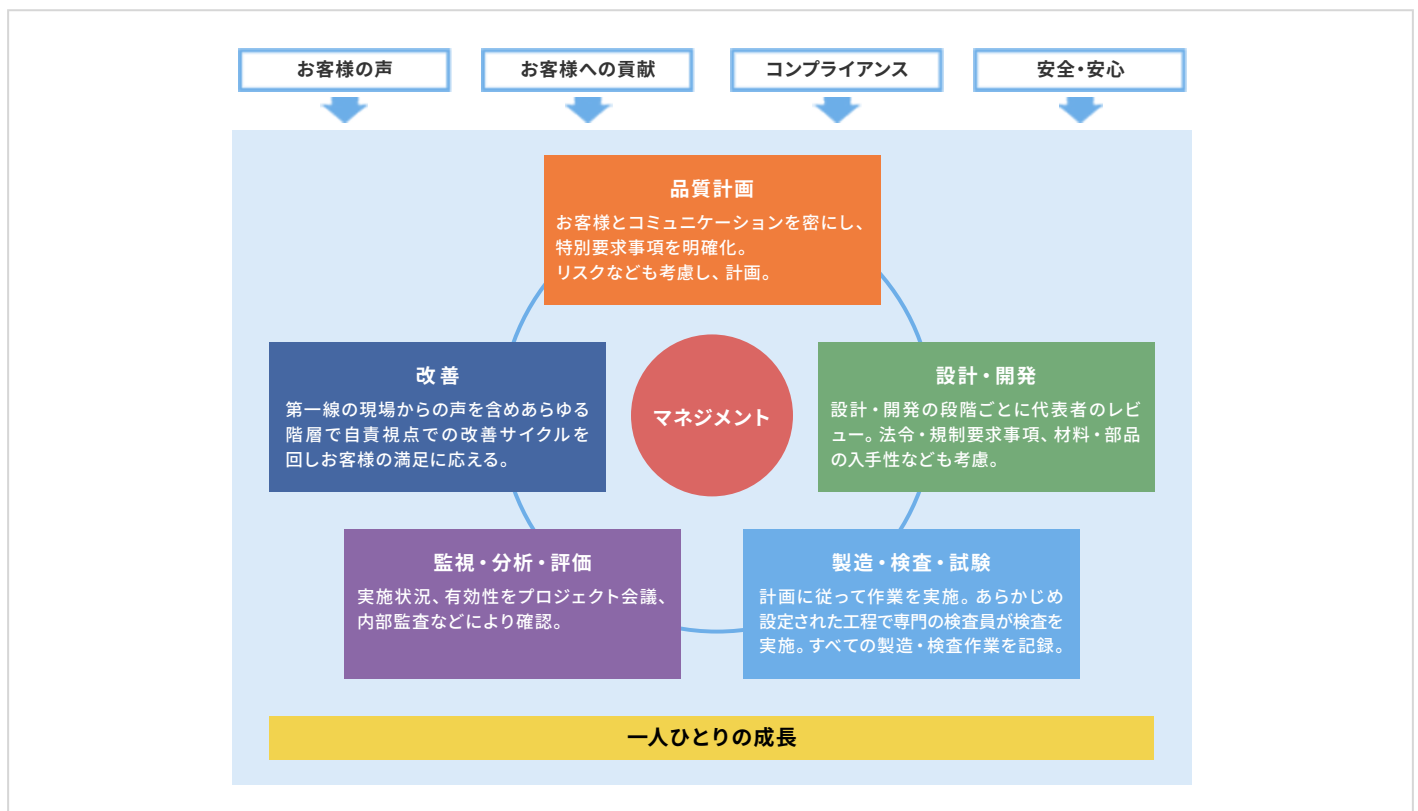 お客様の声
お客様への貢献
コンプライアンス
安全・安心
品質計画
お客様とコミュニケーションを密にし、
特別要求事項を明確化。
リスクなども考慮し、計画。
改善
第一線の現場からの声を含めあらゆる
階層で自責視点での改善サイクルを
回しお客様の満足に応える。
マネジメント
設計・開発
設計・開発の段階ごとに代表者のレビ
ュー。法令・規制要求事項、材料・部品
の入手性なども考慮。
監視・分析・評価
実施状況、有効性をプロジェクト会議、
内部監査などにより確認。
製造・検査・試験
計画に従って作業を実施。あらかじめ
設定された工程で専門の検査員が検査を
実施。すべての製造・検査作業を記録。
一人ひとりの成長